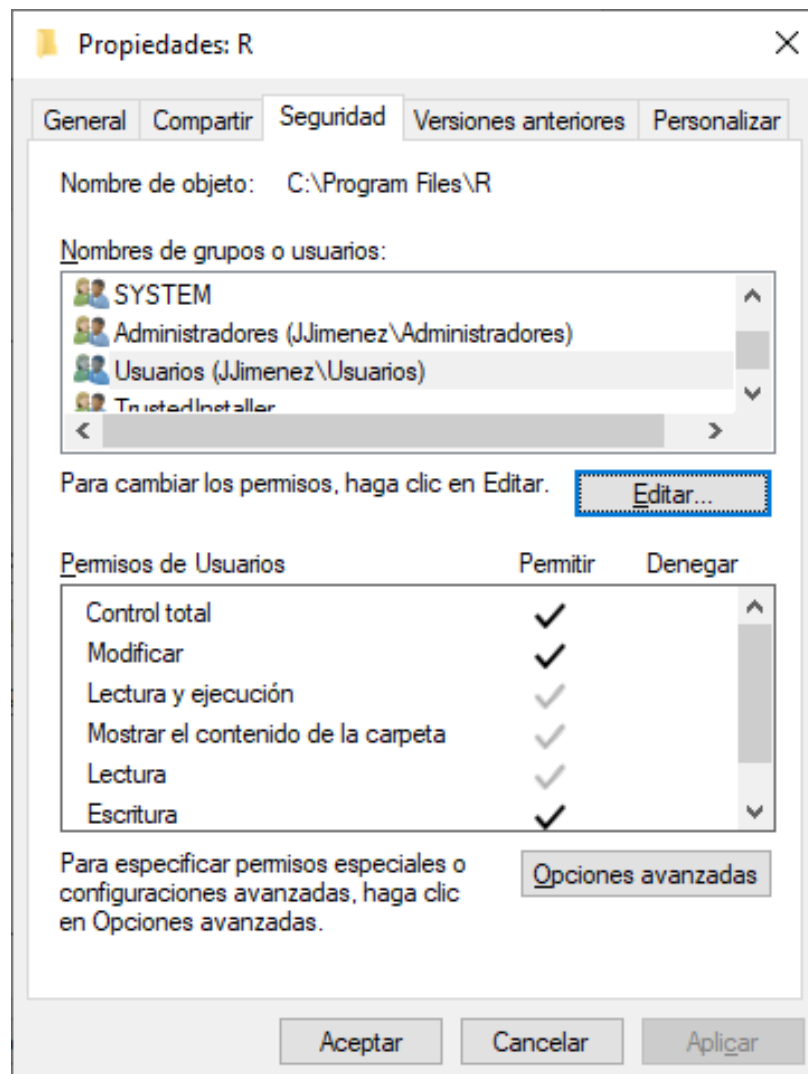 Propiedades: R
General Compartir Seguridad Versiones anteriores Personalizar
Nombre de objeto: C:\Program Files\R
Nombres de grupos o usuarios:
SYSTEM
Administradores (JJimenez\Administradores)
Usuarios (JJimenez\Usuarios)
TrustedInstaller
Para cambiar los permisos, haga clic en Editar. Editar...
Permisos de Usuarios Permitir Denegar
Control total
Modificar
Lectura y ejecución
Mostrar el contenido de la carpeta
Lectura
Escritura
Para especificar permisos especiales o
configuraciones avanzadas, haga clic
en Opciones avanzadas.
Opciones avanzadas
Aceptar Cancelar Aplicar